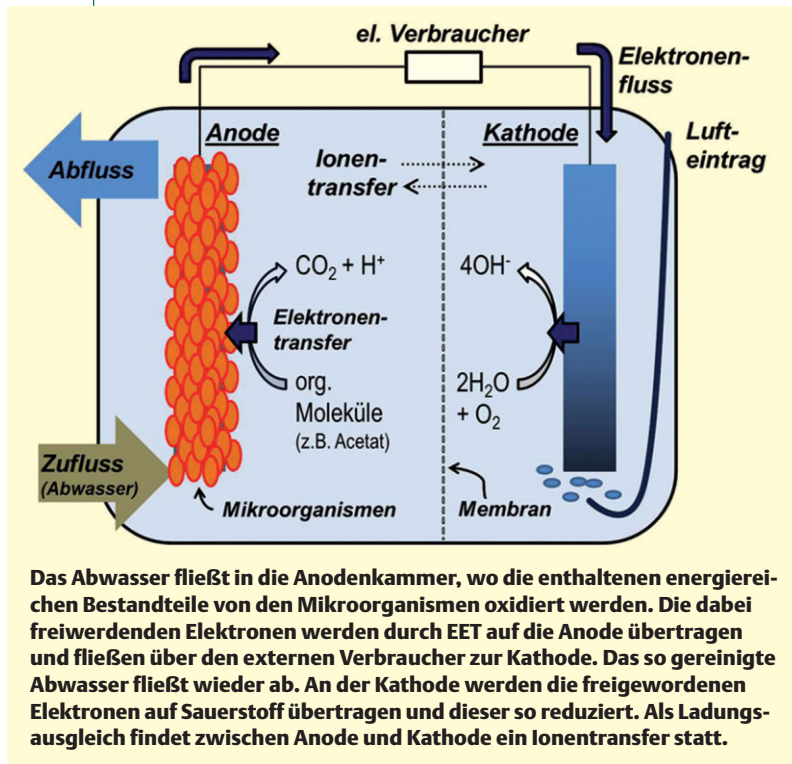 el. Verbraucher
Elektronen-
fluss
Anode
Kathode
Luft-
eintrag
Abfluss
Ionen-
transfer
CO₂ + H⁺
4OH⁻
Elektronen-
transfer
org.
Moleküle
(z.B. Acetat)
2H₂O
+ O₂
Zufluss
(Abwasser)
Mikroorganismen
Membran
Das Abwasser fließt in die Anodenkammer, wo die enthaltenen energierei-
chen Bestandteile von den Mikroorganismen oxidiert werden. Die dabei
freiwerdenden Elektronen werden durch EET auf die Anode übertragen
und fließen über den externen Verbraucher zur Kathode. Das so gereinigte
Abwasser fließt wieder ab. An der Kathode werden die freigewordenen
Elektronen auf Sauerstoff übertragen und dieser so reduziert. Als Ladungs-
ausgleich findet zwischen Anode und Kathode ein Ionentransfer statt.